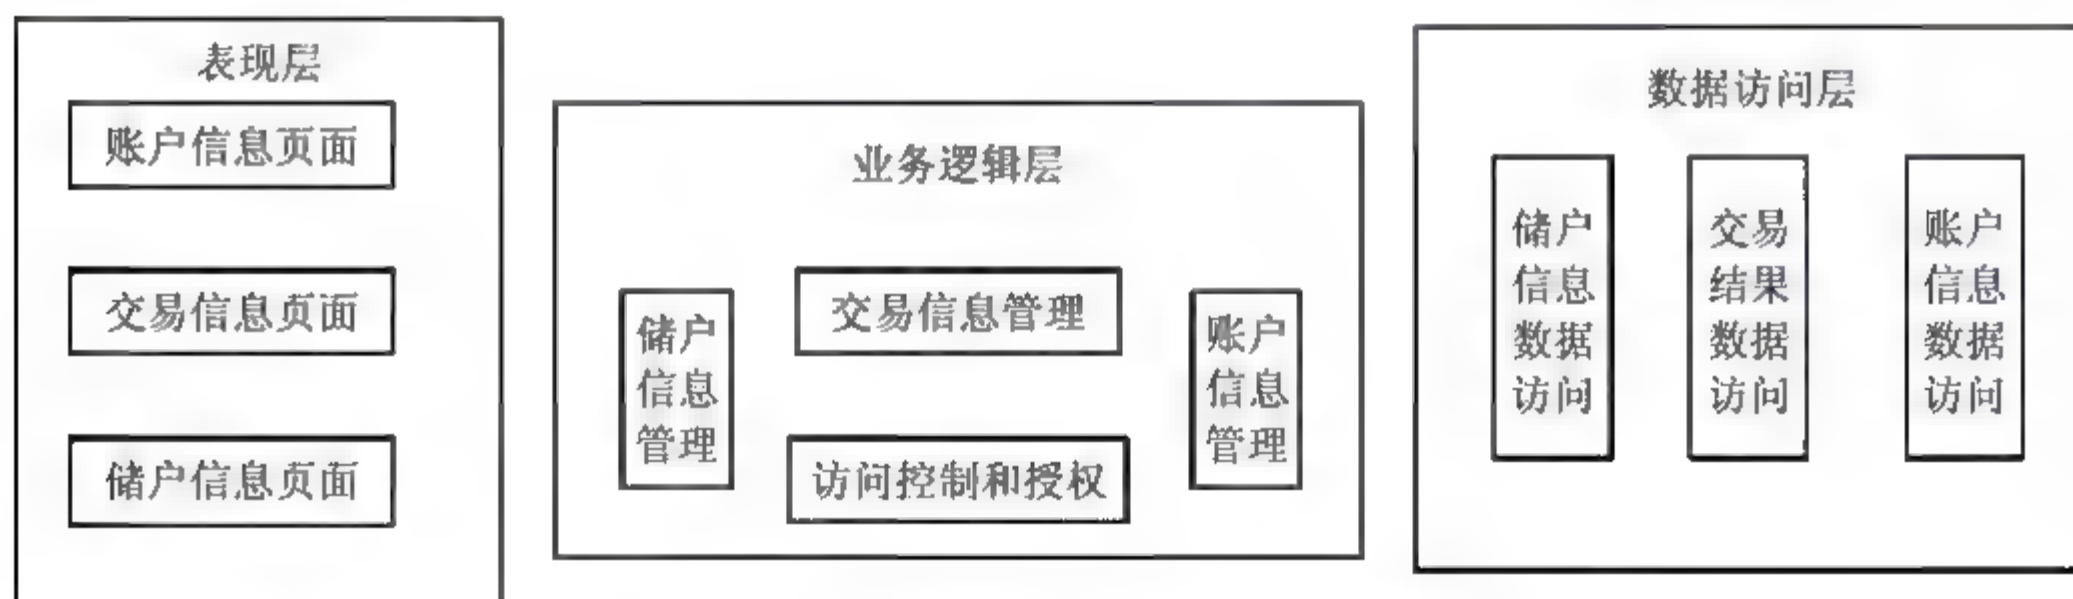 表现层
账户信息页面
交易信息页面
储户信息页面
业务逻辑层
储户
信息
管理
交易信息管理
访问控制和授权
账户
信息
管理
数据访问层
储户
信息
数据
访问
交易
结果
数据
访问
账户
信息
数据
访问